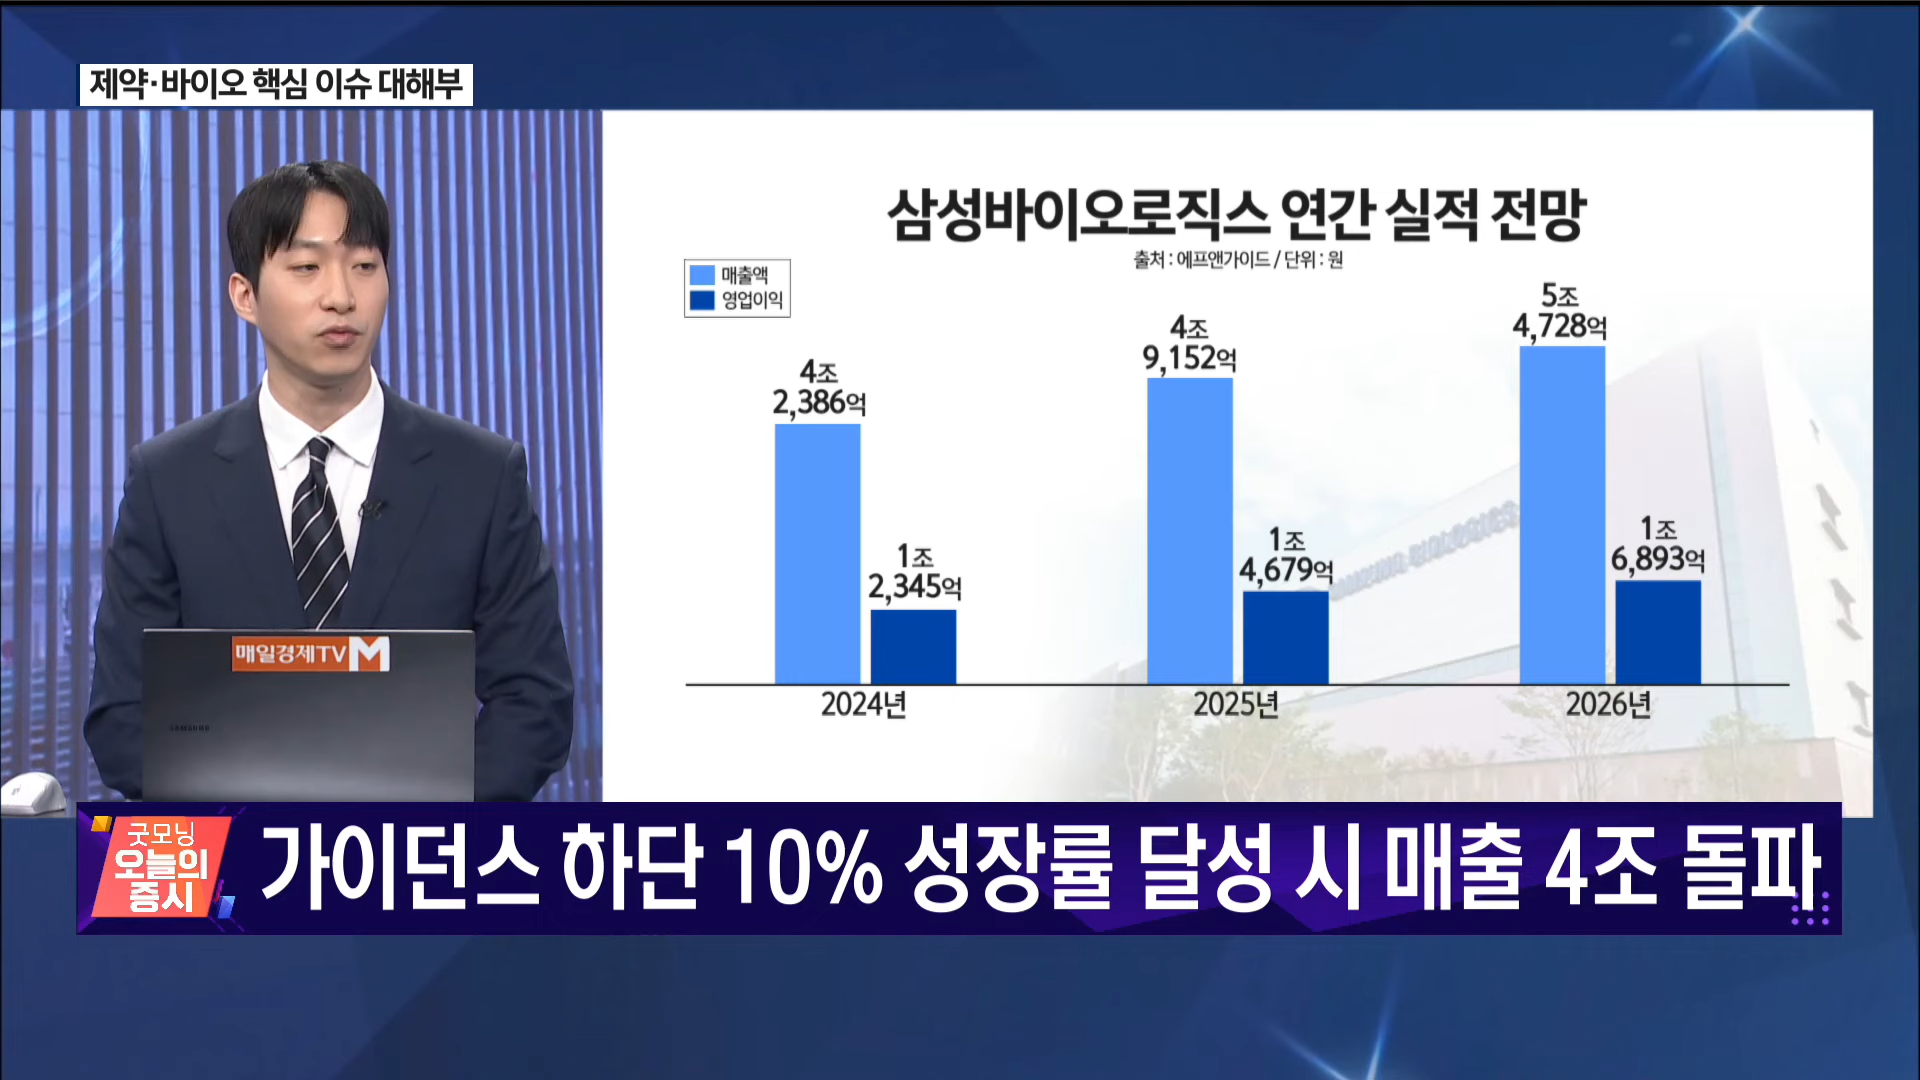 제약·바이오 핵심 이슈 대해부
삼성바이오로직스 연간 실적 전망
출처 : 에프앤가이드 / 단위 : 원
매출액
영업이익
4조
2,386억
1조
2,345억
4조
9,152억
1조
4,679억
5조
4,728억
1조
6,893억
2024년
2025년
2026년
SAMSUNG BIOLOGICS
매일경제TV M
SAMSUNG
굿모닝
오늘의
증시
가이던스 하단 10% 성장률 달성 시 매출 4조 돌파